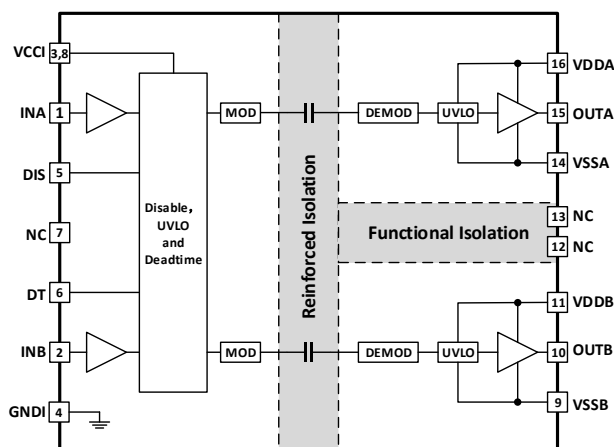 VCCI 3,8
INA 1
DIS 5
NC 7
DT 6
INB 2
GNDI 4
Disable,
UVLO
and
Deadtime
MOD
MOD
Reinforced Isolation
DEMOD
UVLO
Functional Isolation
DEMOD
UVLO
16 VDDA
15 OUTA
14 VSSA
13 NC
12 NC
11 VDDB
10 OUTB
9 VSSB